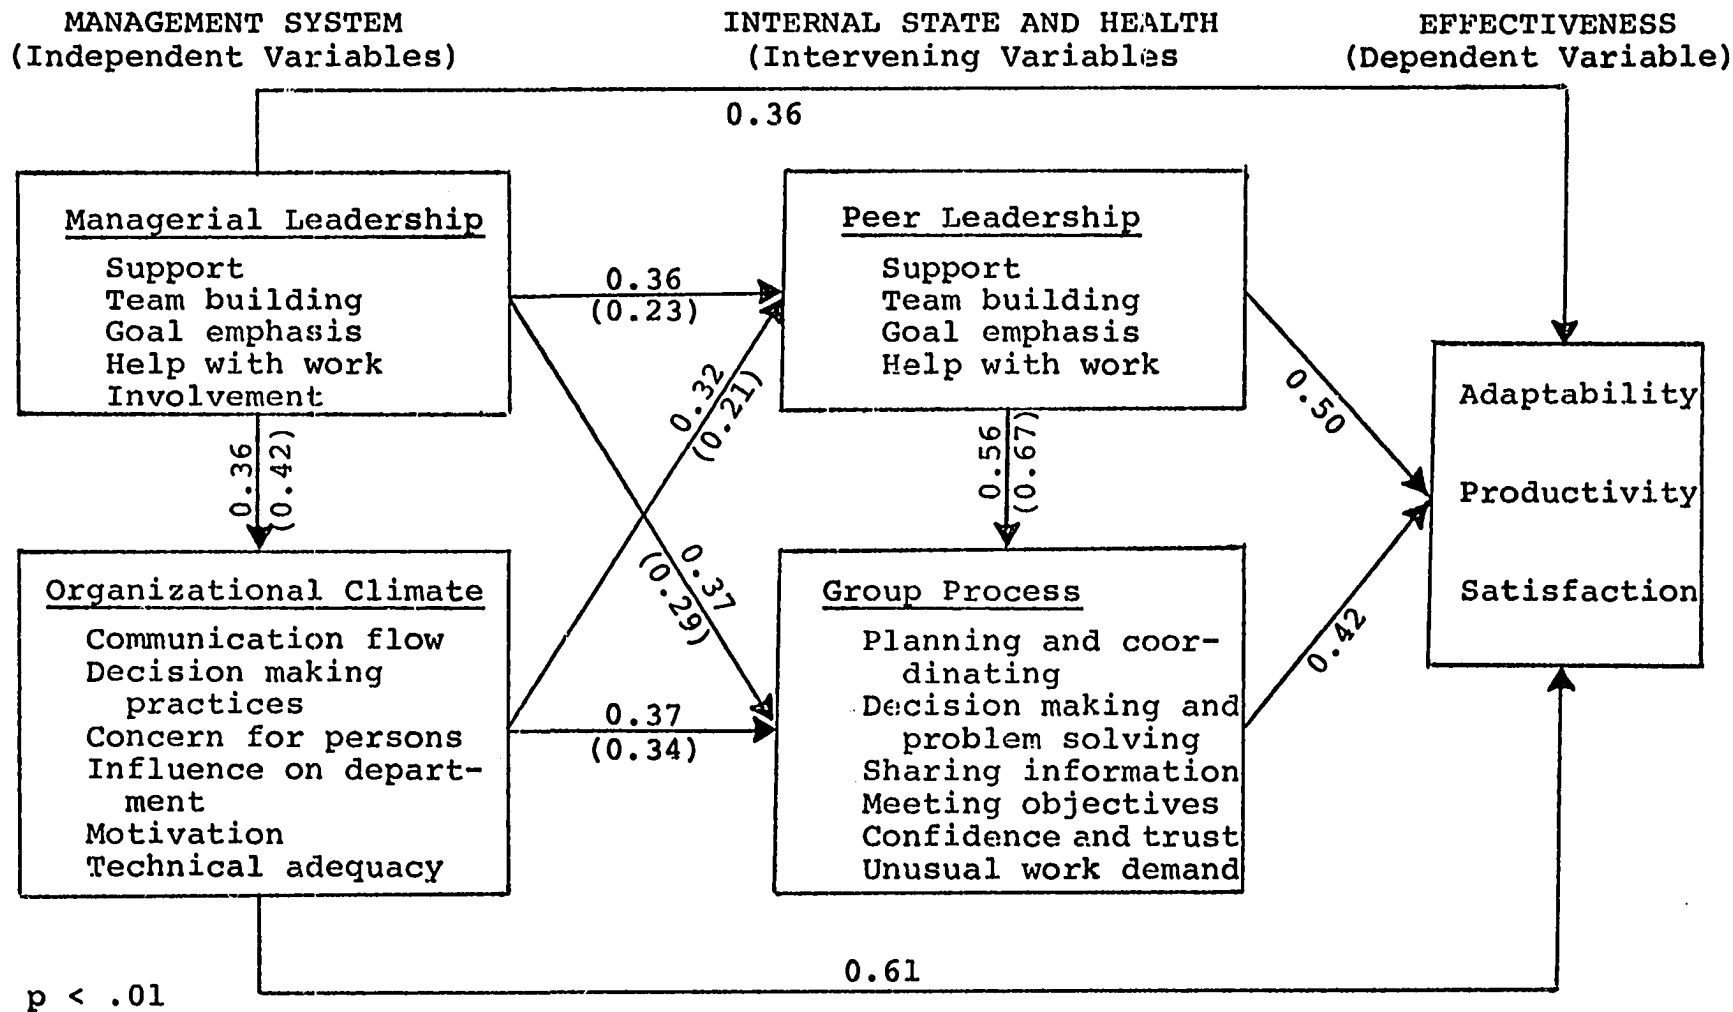 MANAGEMENT SYSTEM
(Independent Variables)
INTERNAL STATE AND HEALTH
(Intervening Variables
EFFECTIVENESS
(Dependent Variable)
0.36
Managerial Leadership
Support
Team building
Goal emphasis
Help with work
Involvement
0.36
(0.23)
Peer Leadership
Support
Team building
Goal emphasis
Help with work
0.32
(0.21)
0.50
0.36
(0.42)
0.56
(0.67)
Adaptability
Productivity
Satisfaction
Organizational Climate
Communication flow
Decision making
practices
Concern for persons
Influence on depart-
ment
Motivation
Technical adequacy
0.37
(0.29)
0.37
(0.34)
Group Process
Planning and coor-
dinating
Decision making and
problem solving
Sharing information
Meeting objectives
Confidence and trust
Unusual work demand
0.42
0.61
p < .01